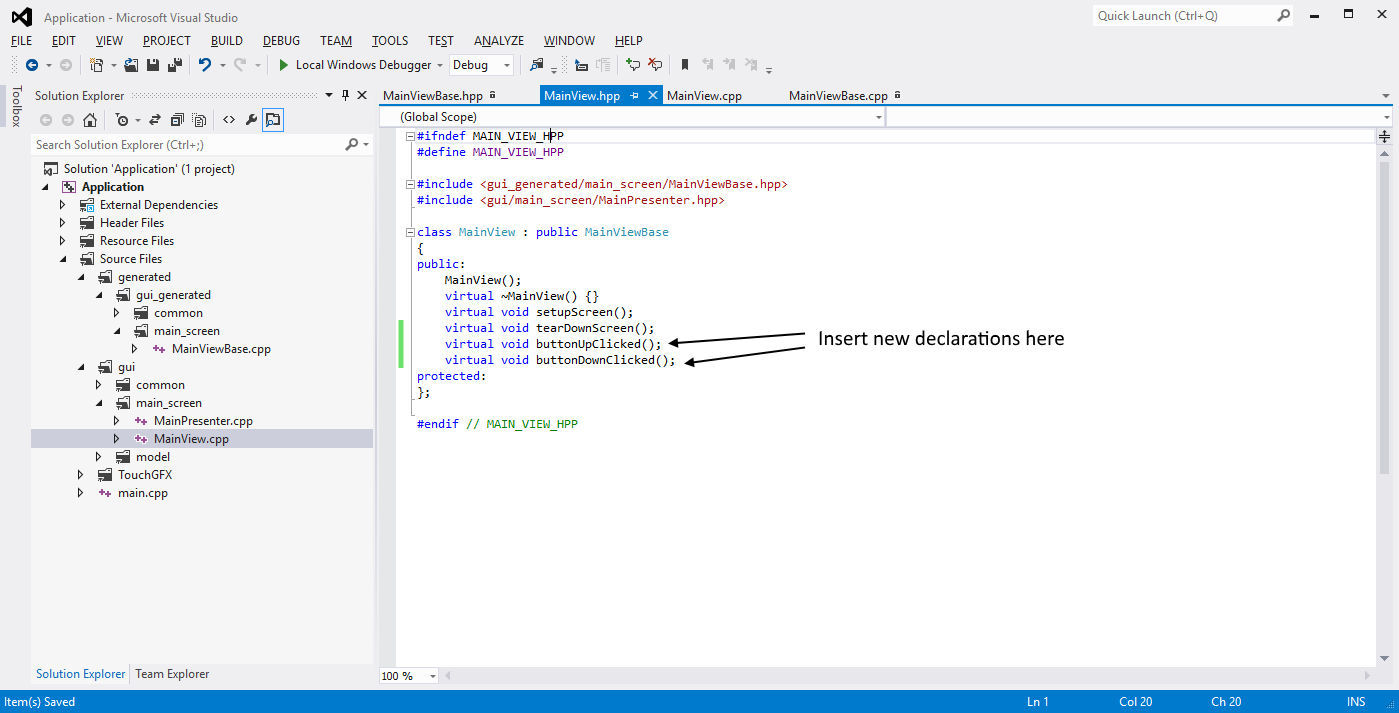 Application - Microsoft Visual Studio
Quick Launch (Ctrl+Q)
FILE EDIT VIEW PROJECT BUILD DEBUG TEAM TOOLS TEST ANALYZE WINDOW HELP
Local Windows Debugger Debug
Toolbox
Solution Explorer
MainViewBase.hpp MainView.hpp MainView.cpp MainViewBase.cpp
(Global Scope)
Search Solution Explorer (Ctrl+;)
Solution 'Application' (1 project)
Application
External Dependencies
Header Files
Resource Files
Source Files
generated
gui_generated
common
main_screen
MainViewBase.cpp
gui
common
main_screen
MainPresenter.cpp
MainView.cpp
model
TouchGFX
main.cpp
#ifndef MAIN_VIEW_HPP
#define MAIN_VIEW_HPP
#include <gui_generated/main_screen/MainViewBase.hpp>
#include <gui/main_screen/MainPresenter.hpp>
class MainView : public MainViewBase
{
public:
MainView();
virtual ~MainView() {}
virtual void setupScreen();
virtual void tearDownScreen();
virtual void buttonUpClicked();
virtual void buttonDownClicked();
protected:
};
#endif // MAIN_VIEW_HPP
Insert new declarations here
Solution Explorer Team Explorer
100 %
Item(s) Saved
Ln 1 Col 20 Ch 20 INS